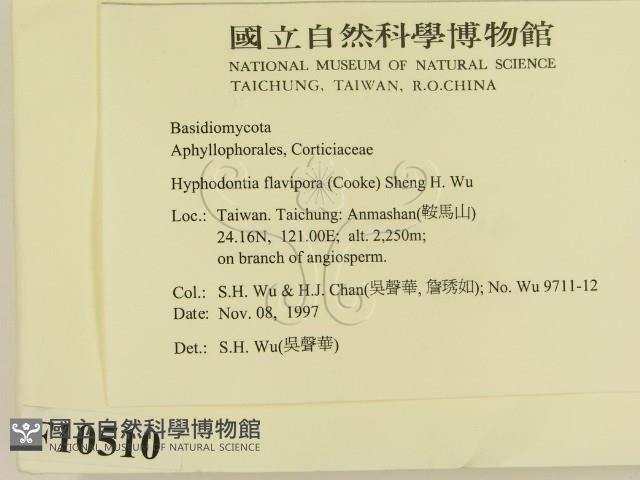 國立自然科學博物館
NATIONAL MUSEUM OF NATURAL SCIENCE
TAICHUNG, TAIWAN, R.O.CHINA
Basidiomycota
Aphyllophorales, Corticiaceae
Hyphodontia flavipora (Cooke) Sheng H. Wu
Loc.: Taiwan. Taichung: Anmashan(鞍馬山)
24.16N, 121.00E; alt. 2,250m;
on branch of angiosperm.
Col.: S.H. Wu & H.J. Chan(吳聲華, 詹琇如); No. Wu 9711-12
Date: Nov. 08, 1997
Det.: S.H. Wu(吳聲華)
國立自然科學博物館
NATIONAL MUSEUM OF NATURAL SCIENCE
F10510